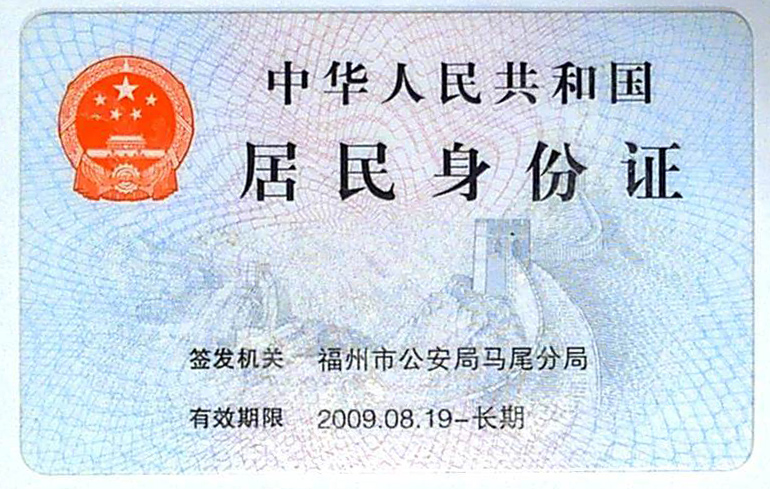 中华人民共和国
居民身份证
签发机关 福州市公安局马尾分局
有效期限 2009.08.19-长期